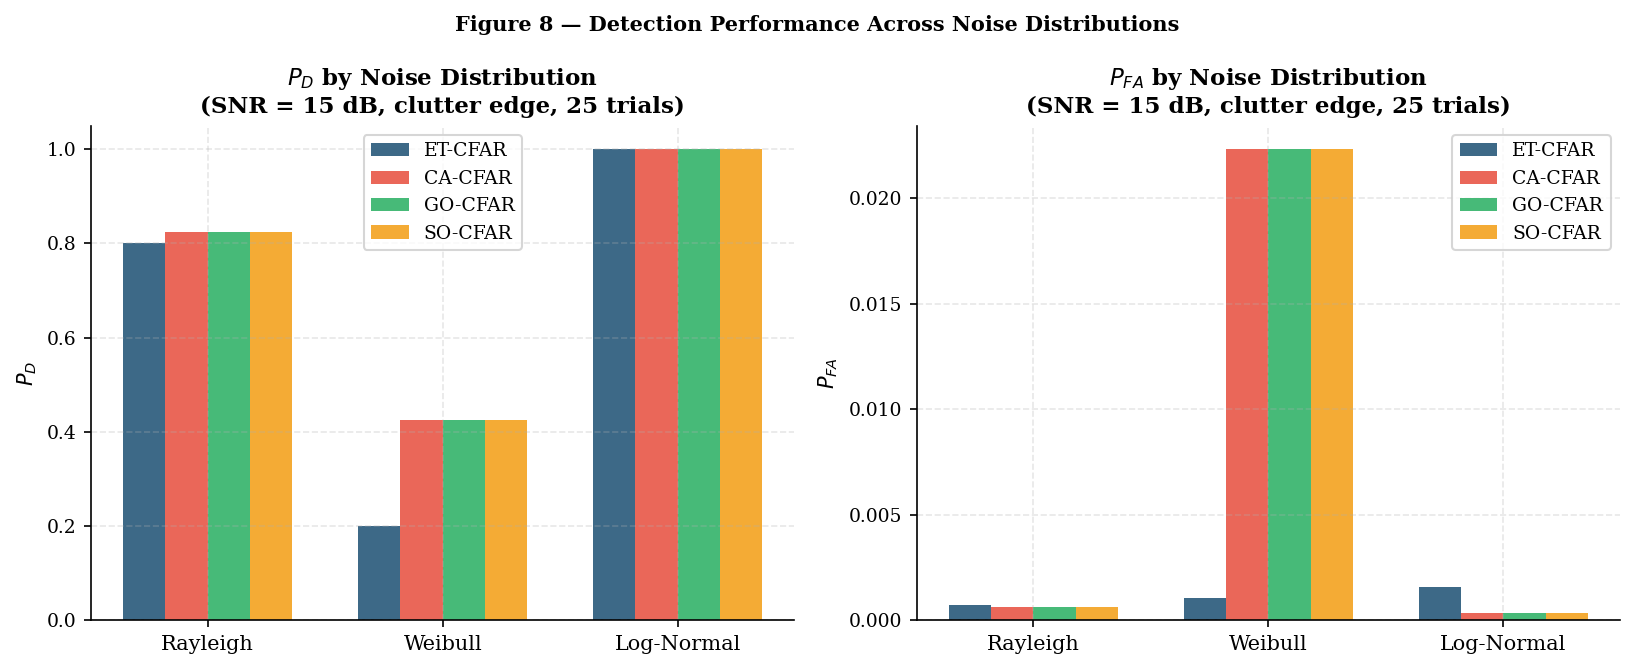 Figure 8 — Detection Performance Across Noise Distributions
P_D by Noise Distribution
(SNR = 15 dB, clutter edge, 25 trials)
ET-CFAR
CA-CFAR
GO-CFAR
SO-CFAR
1.0
0.8
0.6
0.4
0.2
0.0
P_D
Rayleigh
Weibull
Log-Normal
P_FA by Noise Distribution
(SNR = 15 dB, clutter edge, 25 trials)
ET-CFAR
CA-CFAR
GO-CFAR
SO-CFAR
0.020
0.015
0.010
0.005
0.000
P_FA
Rayleigh
Weibull
Log-Normal